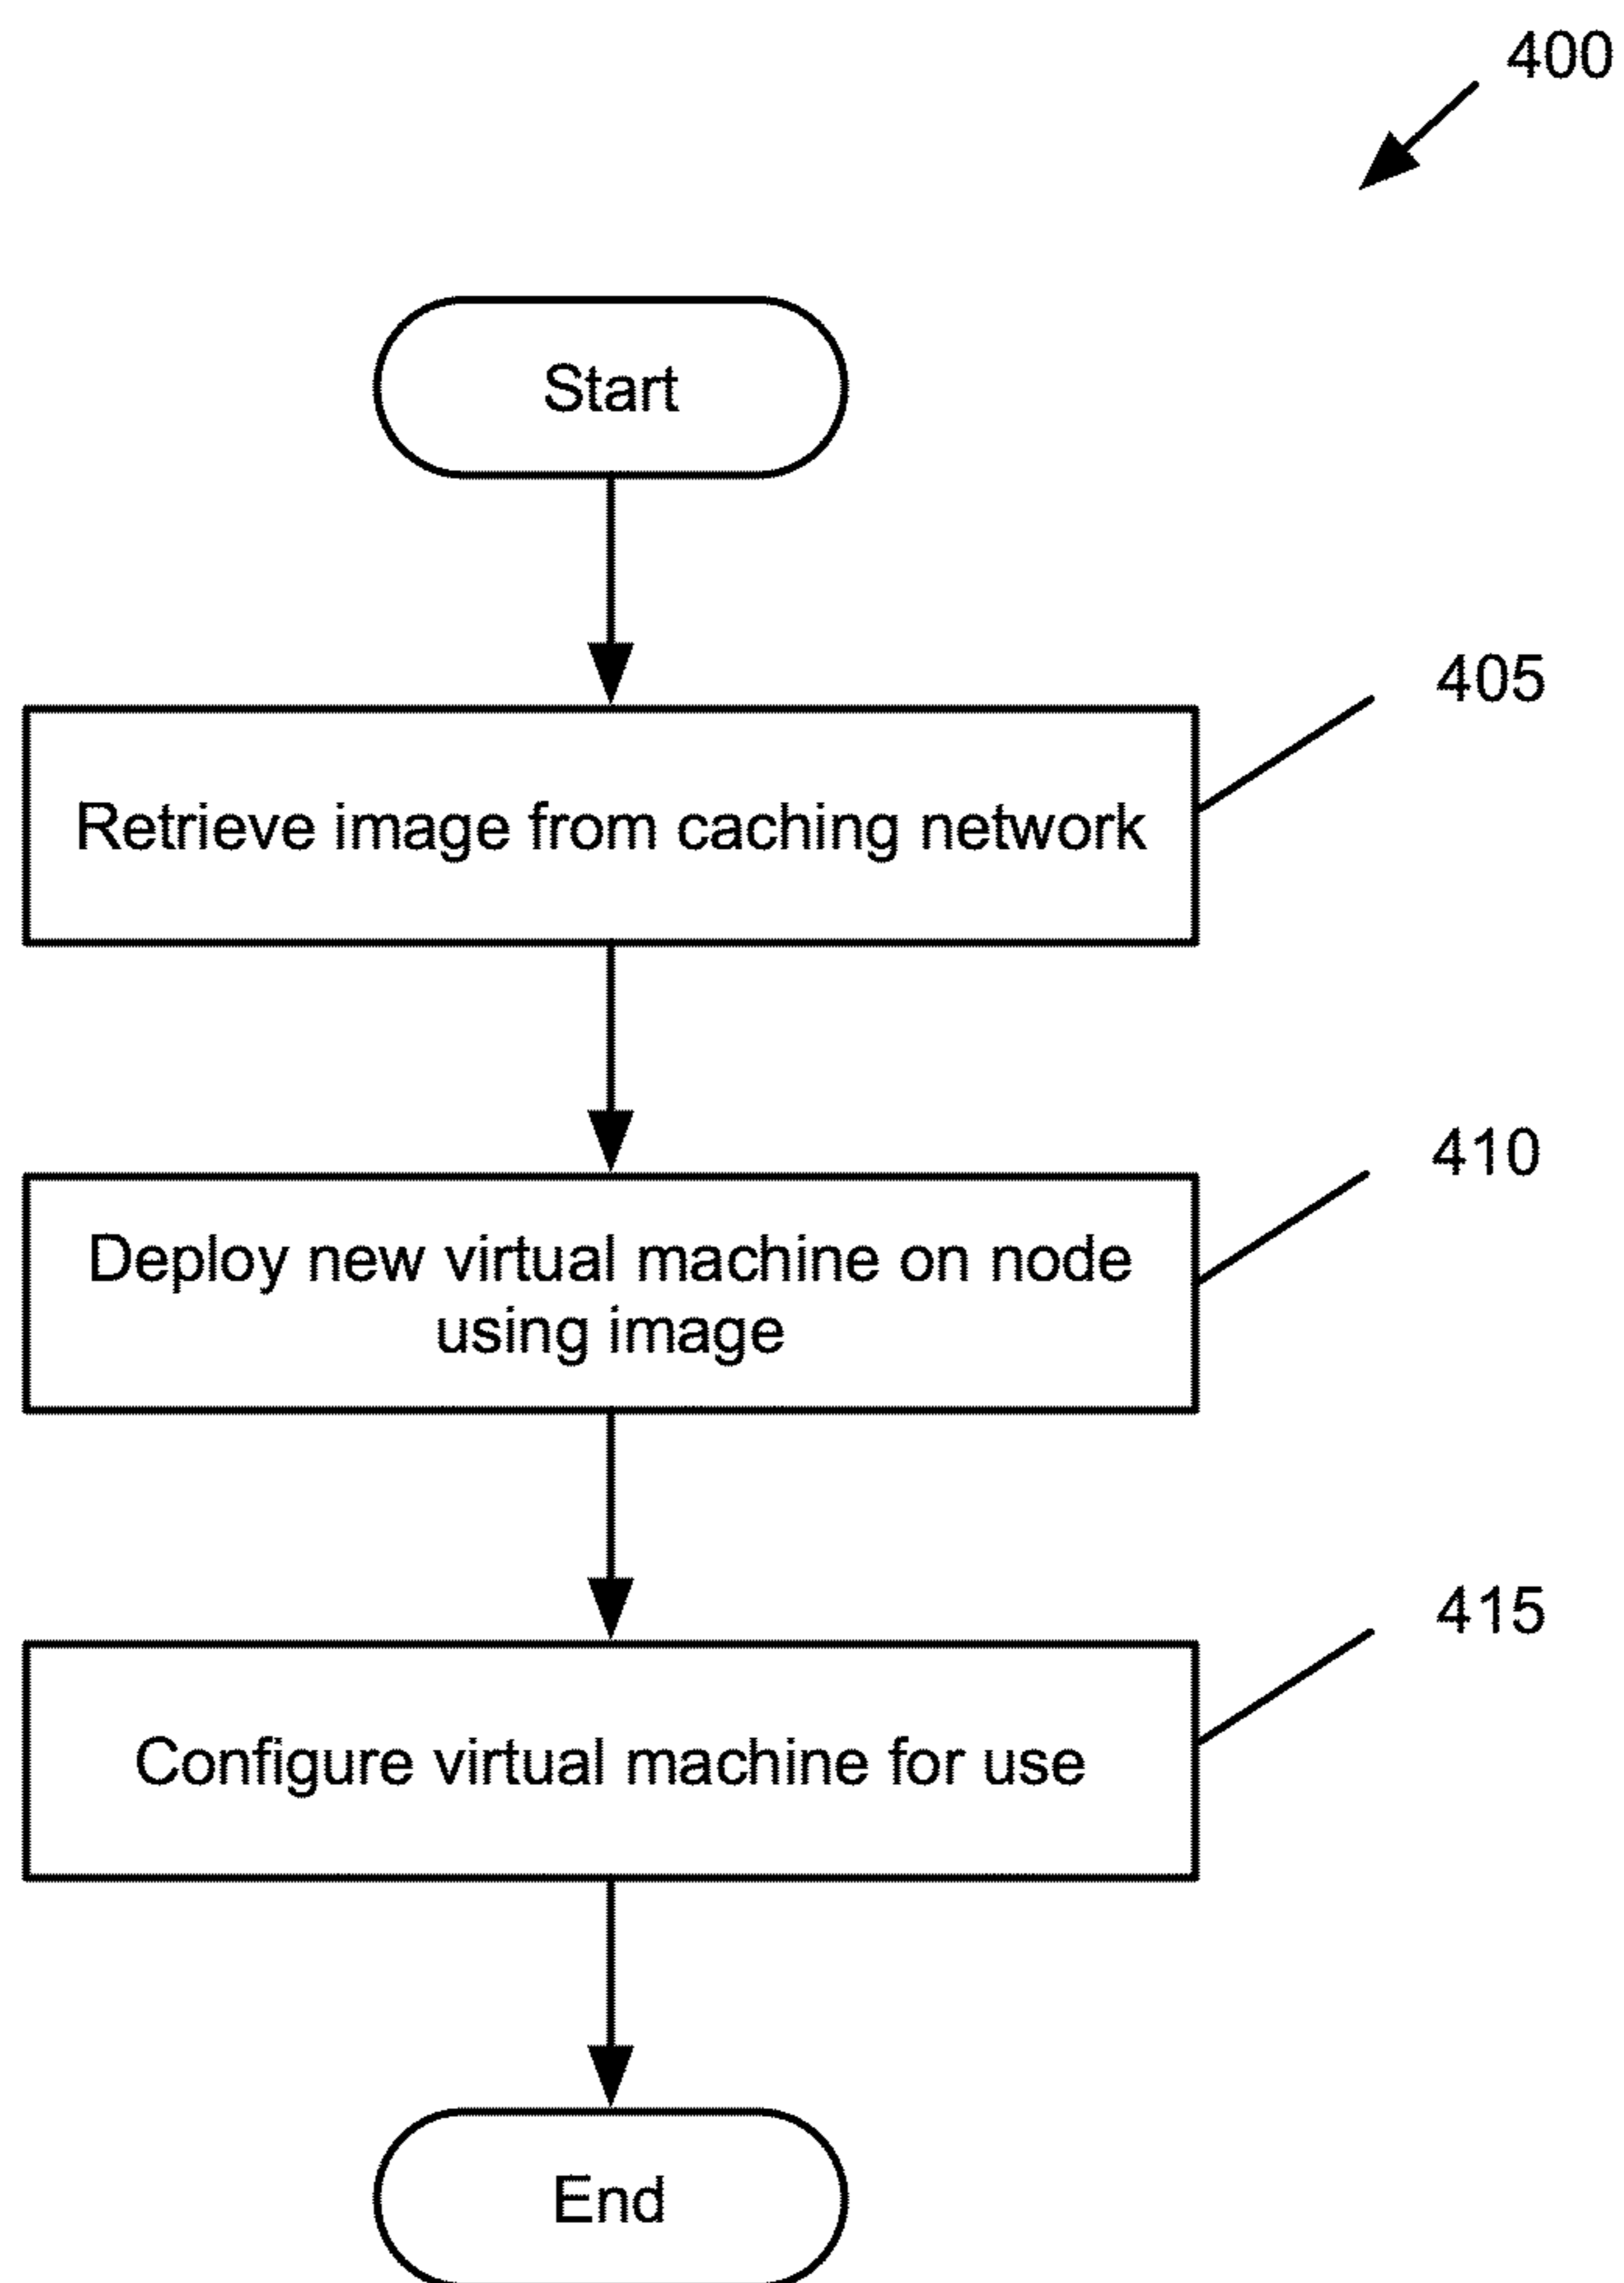 400
Start
405
Retrieve image from caching network
410
Deploy new virtual machine on node
using image
415
Configure virtual machine for use
End